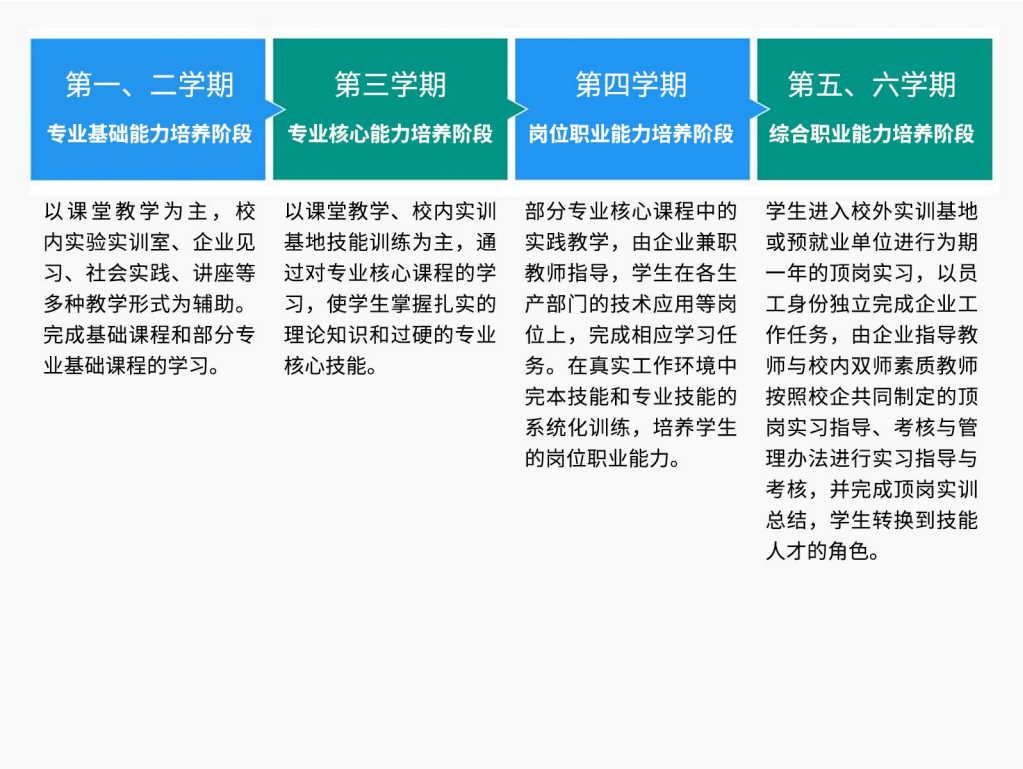 第一、二学期
专业基础能力培养阶段
以课堂教学为主，校
内实验实训室、企业见
习、社会实践、讲座等
多种教学形式为辅助。
完成基础课程和部分专
业基础课程的学习。
第三学期
专业核心能力培养阶段
以课堂教学、校内实训
基地技能训练为主，通
过对专业核心课程的学
习，使学生掌握扎实的
理论知识和过硬的专业
核心技能。
第四学期
岗位职业能力培养阶段
部分专业核心课程中的
实践教学，由企业兼职
教师指导，学生在各生
产部门的技术应用等岗
位上，完成相应学习任
务。在真实工作环境中
完本技能和专业技能的
系统化训练，培养学生
的岗位职业能力。
第五、六学期
综合职业能力培养阶段
学生进入校外实训基地
或预就业单位进行为期
一年的顶岗实习，以员
工身份独立完成企业工
作任务，由企业指导教
师与校内双师素质教师
按照校企共同制定的顶
岗实习指导、考核与管
理办法进行实习指导与
考核，并完成顶岗实训
总结，学生转换到技能
人才的角色。